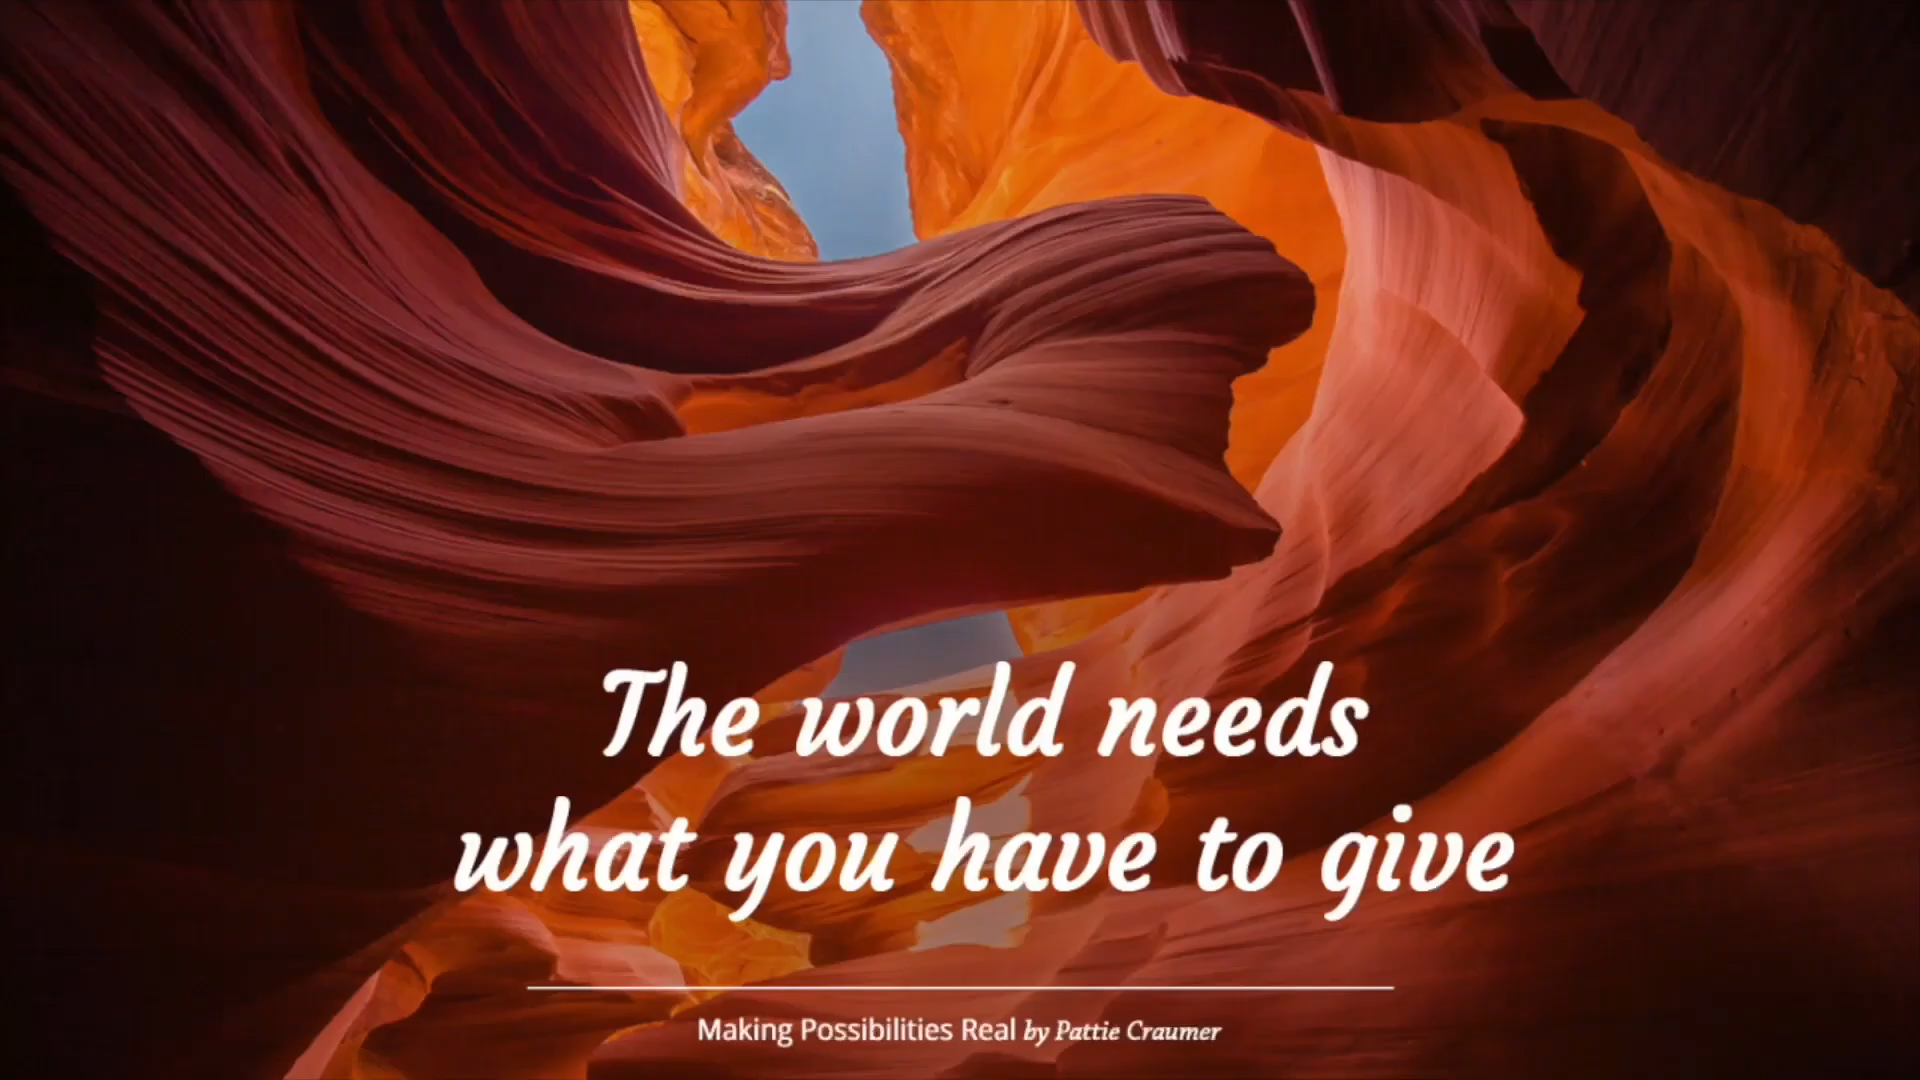 The world needs
what you have to give
Making Possibilities Real by Pattie Craumer